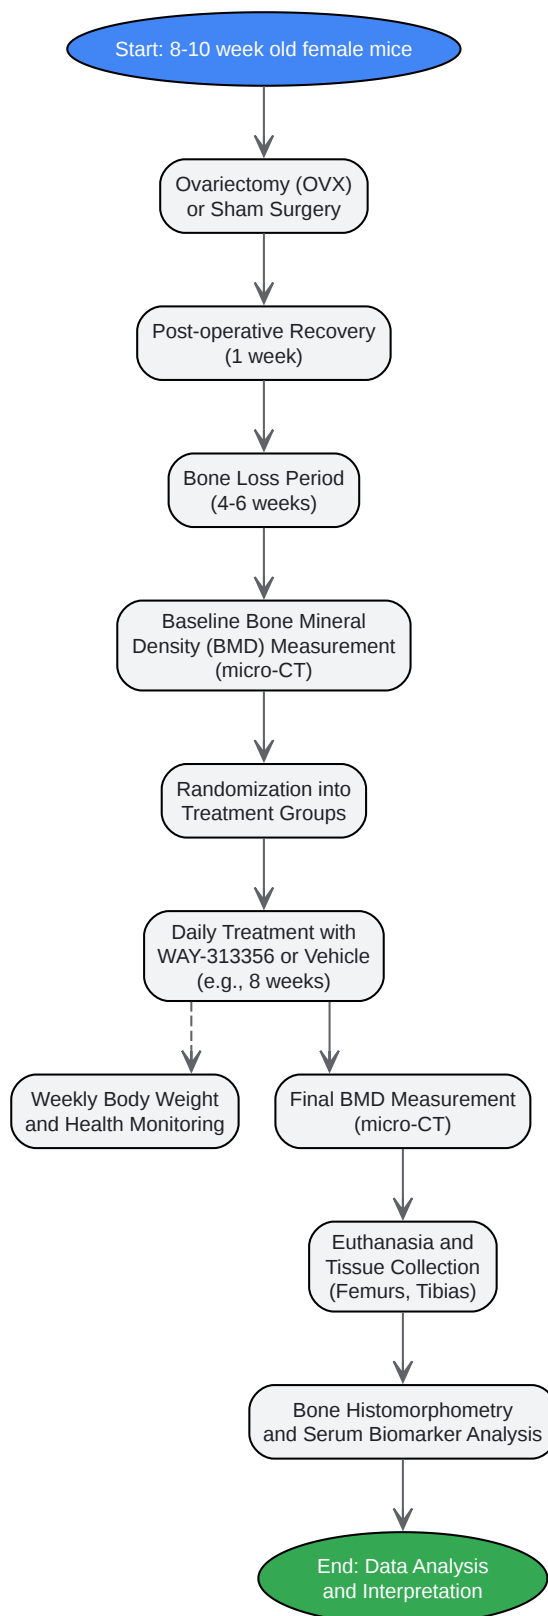 Start: 8-10 week old female mice
Ovariectomy (OVX)
or Sham Surgery
Post-operative Recovery
(1 week)
Bone Loss Period
(4-6 weeks)
Baseline Bone Mineral
Density (BMD) Measurement
(micro-CT)
Randomization into
Treatment Groups
Daily Treatment with
WAY-313356 or Vehicle
(e.g., 8 weeks)
Weekly Body Weight
and Health Monitoring
Final BMD Measurement
(micro-CT)
Euthanasia and
Tissue Collection
(Femurs, Tibias)
Bone Histomorphometry
and Serum Biomarker Analysis
End: Data Analysis
and Interpretation